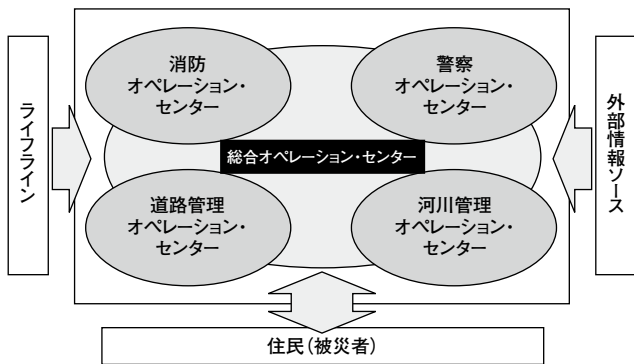 消防
オペレーション・
センター
警察
オペレーション・
センター
ライフライン
総合オペレーション・センター
外部情報ソース
道路管理
オペレーション・
センター
河川管理
オペレーション・
センター
住民(被災者)